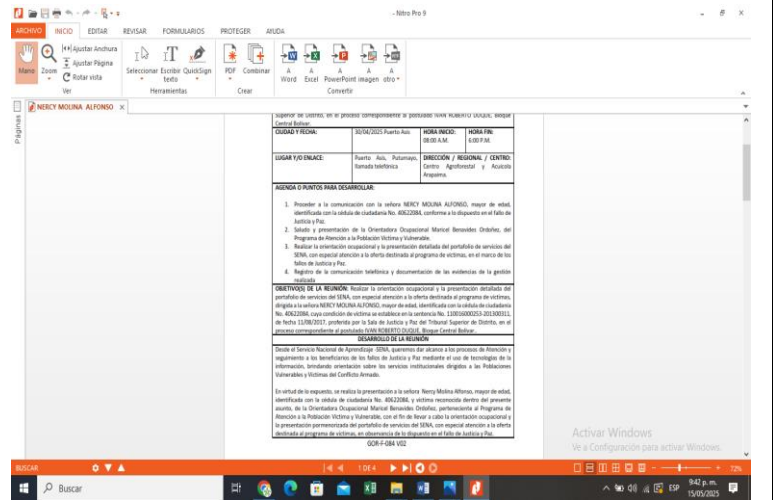 - Nitro Pro 9
ARCHIVO INICIO EDITAR REVISAR FORMULARIOS PROTEGER AYUDA
Mano Zoom Ajustar Anchura Ajustar Página Rotar vista
Seleccionar Escribir texto QuickSign
PDF Combinar
A Word A Excel A PowerPoint A imagen A otro
Ver Herramientas Crear Convertir
NERCY MOLINA ALFONSO
Páginas
Superior de Distrito, en el proceso correspondiente al postulado IVAN ROBERTO DUQUE, Bloque
Central Bolívar.
CIUDAD Y FECHA: 30/04/2025 Puerto Asís HORA INICIO: 08:00 A.M. HORA FIN: 6:00 P.M.
LUGAR Y/O ENLACE: Puerto Asís, Putumayo, llamada telefónica DIRECCIÓN / REGIONAL / CENTRO: Centro Agroforestal y Acuícola Arapaima.
AGENDA O PUNTOS PARA DESARROLLAR:
1. Proceder a la comunicación con la señora NERCY MOLINA ALFONSO, mayor de edad,
identificada con la cédula de ciudadanía No. 40622084, conforme a lo dispuesto en el fallo de
Justicia y Paz.
2. Saludo y presentación de la Orientadora Ocupacional Maricel Benavides Ordoñez, del
Programa de Atención a la Población Víctima y Vulnerable.
3. Realizar la orientación ocupacional y la presentación detallada del portafolio de servicios del
SENA, con especial atención a la oferta destinada al programa de víctimas, en el marco de los
fallos de Justicia y Paz.
4. Registro de la comunicación telefónica y documentación de las evidencias de la gestión
realizada
OBJETIVO(S) DE LA REUNIÓN: Realizar la orientación ocupacional y la presentación detallada del
portafolio de servicios del SENA, con especial atención a la oferta destinada al programa de víctimas,
dirigida a la señora NERCY MOLINA ALFONSO, mayor de edad, identificada con la cédula de ciudadanía
No. 40622084, cuya condición de víctima se establece en la sentencia No. 110016000253-201300311,
de fecha 11/08/2017, proferida por la Sala de Justicia y Paz del Tribunal Superior de Distrito, en el
proceso correspondiente al postulado IVAN ROBERTO DUQUE, Bloque Central Bolívar.
DESARROLLO DE LA REUNIÓN
Desde el Servicio Nacional de Aprendizaje -SENA, queremos dar alcance a los procesos de Atención y
seguimiento a los beneficiarios de los fallos de Justicia y Paz mediante el uso de tecnologías de la
información, brindando orientación sobre los servicios institucionales dirigidos a las Poblaciones
Vulnerables y Víctimas del Conflicto Armado.
En virtud de lo expuesto, se realiza la presentación a la señora Nercy Molina Alfonso, mayor de edad,
identificada con la cédula de ciudadanía No. 40622084, y víctima reconocida dentro del presente
asunto, de la Orientadora Ocupacional Maricel Benavides Ordoñez, perteneciente al Programa de
Atención a la Población Víctima y Vulnerable, con el fin de llevar a cabo la orientación ocupacional y
la presentación pormenorizada del portafolio de servicios del SENA, con especial atención a la oferta
destinada al programa de víctimas, en observancia de lo dispuesto en el fallo de Justicia y Paz.
GOR-F-084 V02
Activar Windows
Ve a Configuración para activar Windows.
BUSCAR 1 DE 4 72%
Buscar ESP 9:42 p. m.
15/05/2025